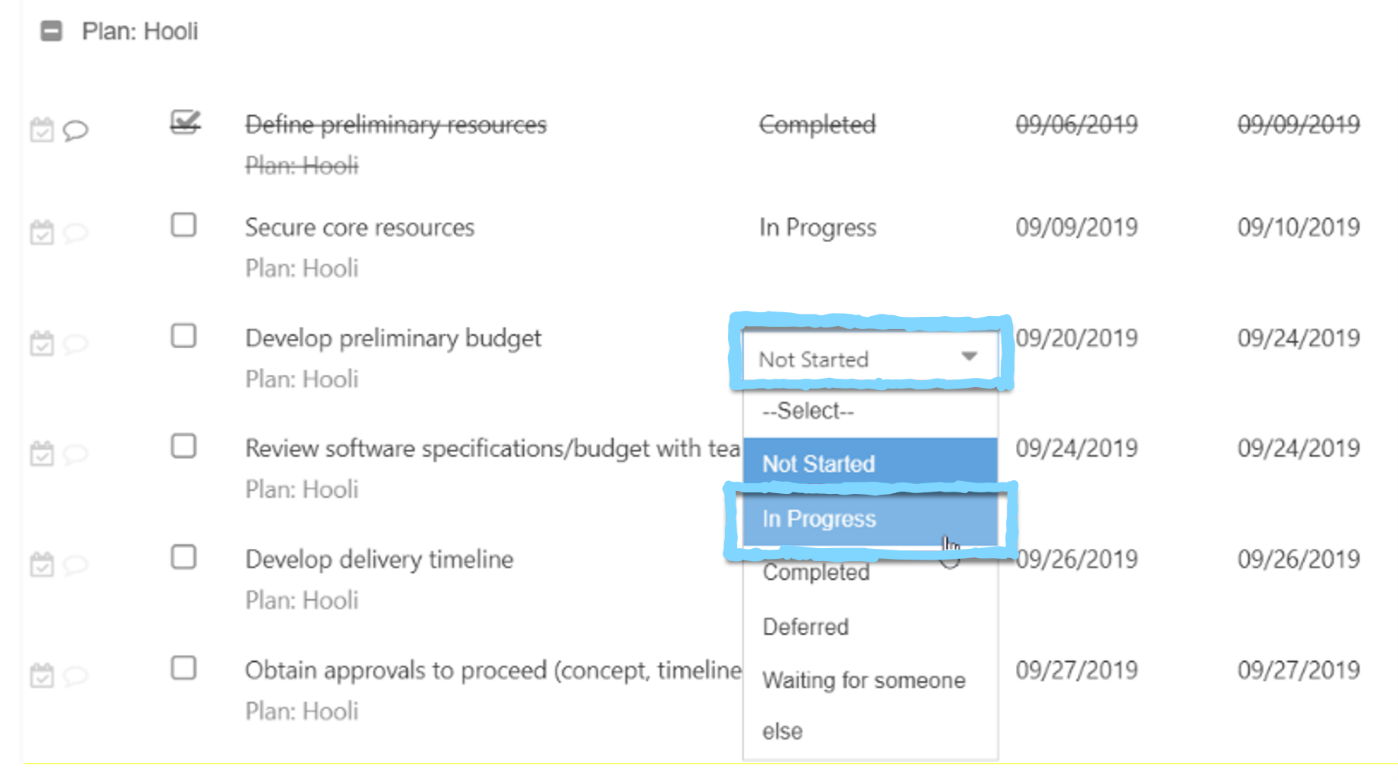 Plan: Hooli
Define preliminary resources Completed 09/06/2019 09/09/2019
Plan: Hooli
Secure core resources In Progress 09/09/2019 09/10/2019
Plan: Hooli
Develop preliminary budget 09/20/2019 09/24/2019
Not Started
Plan: Hooli
--Select--
Review software specifications/budget with tea 09/24/2019 09/24/2019
Not Started
Plan: Hooli
In Progress
Develop delivery timeline 09/26/2019 09/26/2019
Completed
Plan: Hooli
Deferred
Obtain approvals to proceed (concept, timeline 09/27/2019 09/27/2019
Waiting for someone
Plan: Hooli
else